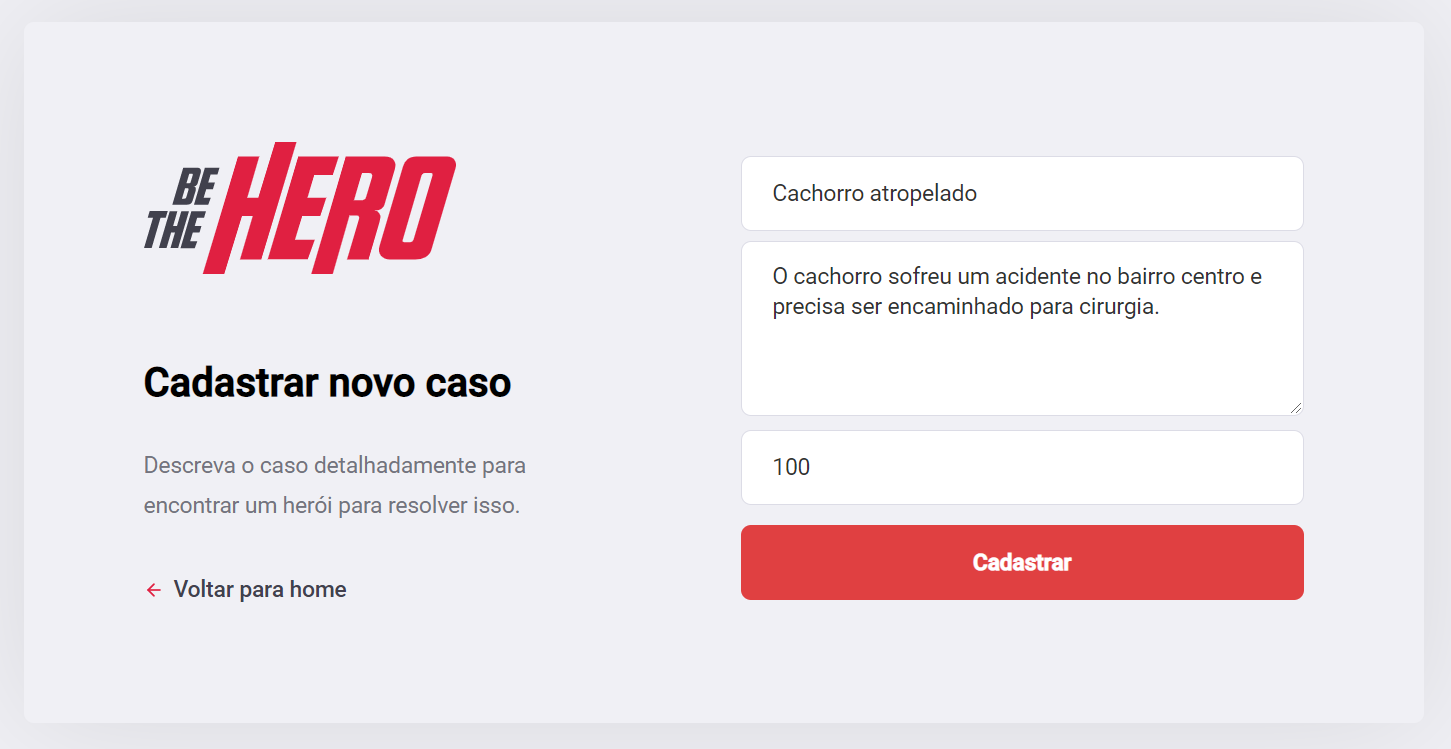 BE
THE
HERO
Cadastrar novo caso
Descreva o caso detalhadamente para
encontrar um herói para resolver isso.
Voltar para home
Cachorro atropelado
O cachorro sofreu um acidente no bairro centro e
precisa ser encaminhado para cirurgia.
100
Cadastrar